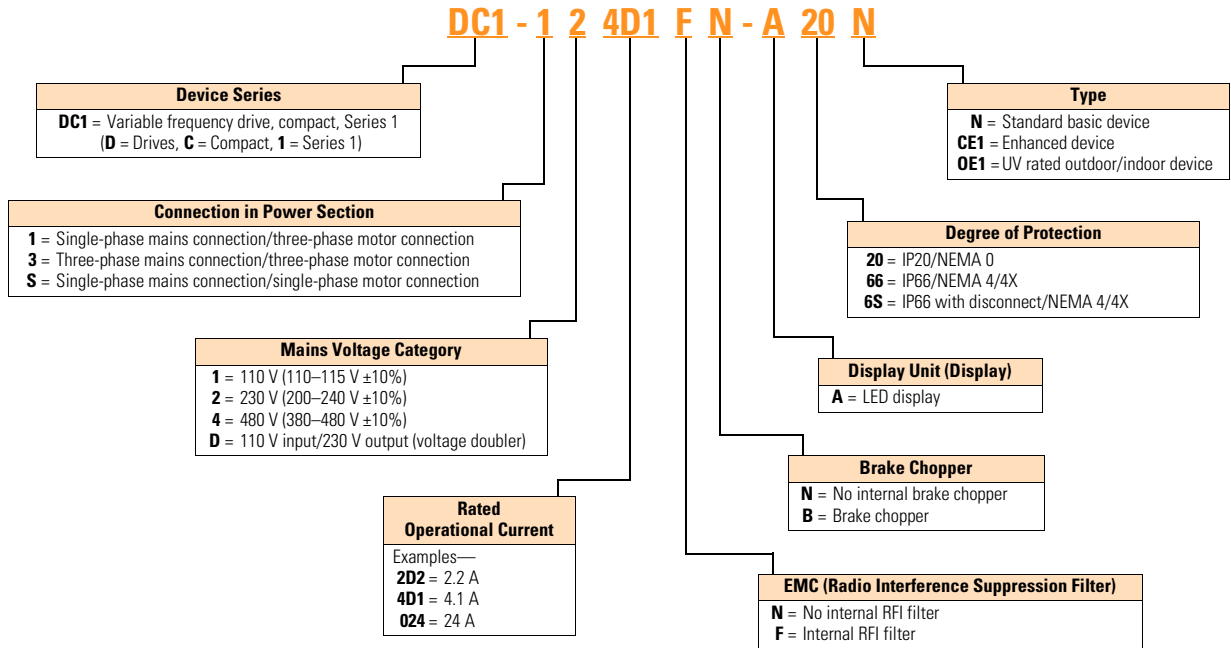 DC1 - 1 2 4D1 F N - A 20 N
Device Series
DC1 = Variable frequency drive, compact, Series 1
(D = Drives, C = Compact, 1 = Series 1)
Connection in Power Section
1 = Single-phase mains connection/three-phase motor connection
3 = Three-phase mains connection/three-phase motor connection
S = Single-phase mains connection/single-phase motor connection
Mains Voltage Category
1 = 110 V (110–115 V ±10%)
2 = 230 V (200–240 V ±10%)
4 = 480 V (380–480 V ±10%)
D = 110 V input/230 V output (voltage doubler)
Rated
Operational Current
Examples—
2D2 = 2.2 A
4D1 = 4.1 A
024 = 24 A
Type
N = Standard basic device
CE1 = Enhanced device
OE1 = UV rated outdoor/indoor device
Degree of Protection
20 = IP20/NEMA 0
66 = IP66/NEMA 4/4X
6S = IP66 with disconnect/NEMA 4/4X
Display Unit (Display)
A = LED display
Brake Chopper
N = No internal brake chopper
B = Brake chopper
EMC (Radio Interference Suppression Filter)
N = No internal RFI filter
F = Internal RFI filter